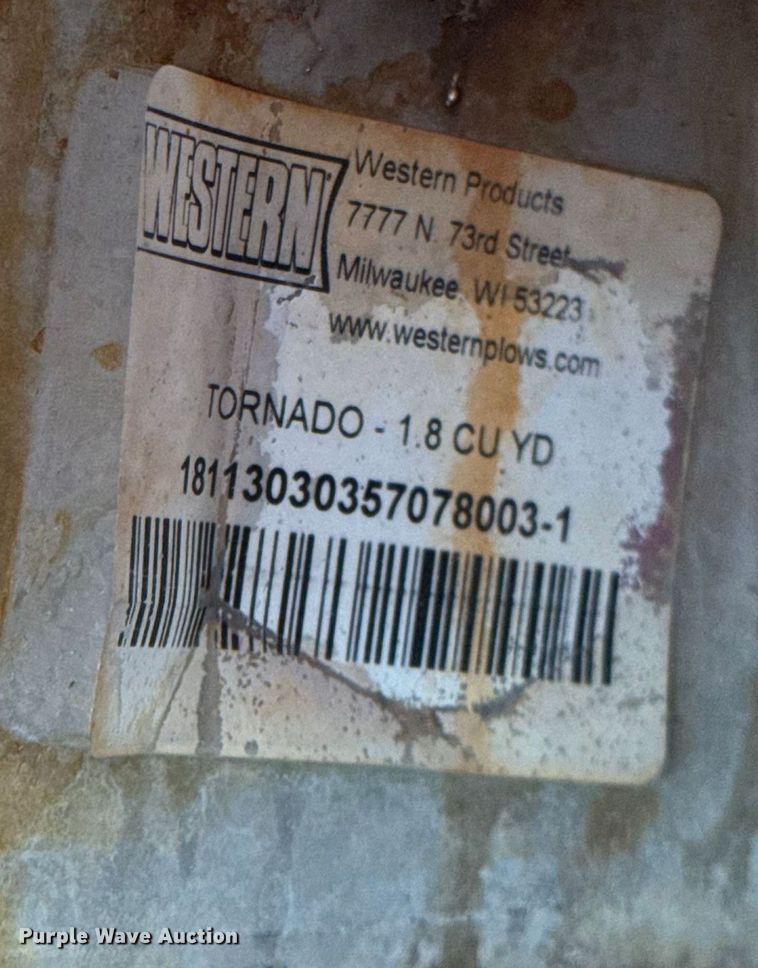 WESTERN
Western Products
7777 N. 73rd Street
Milwaukee, WI 53223
www.westernplows.com
TORNADO - 1.8 CU YD
18113030357078003-1
Purple Wave Auction